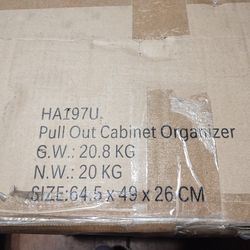 HA197U
Pull Out Cabinet Organizer
G.W.: 20.8 KG
N.W.: 20 KG
SIZE:64.5 x 49 x 26 CM